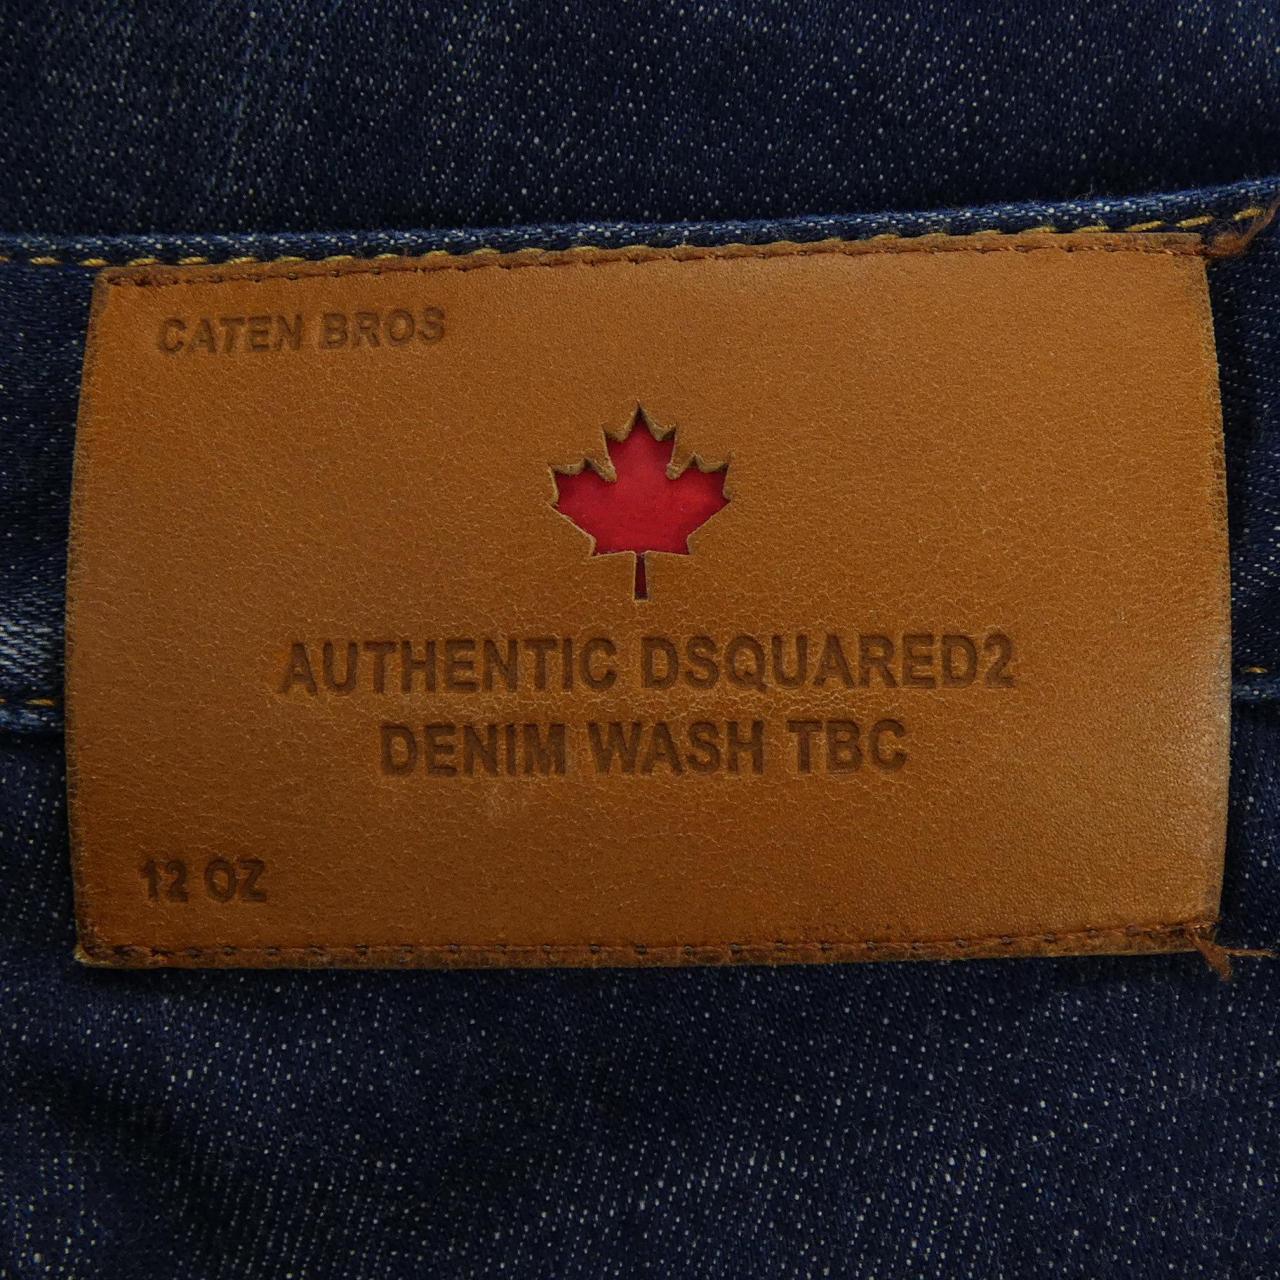 CATEN BROS
AUTHENTIC DSQUARED2
DENIM WASH TBC
12 OZ